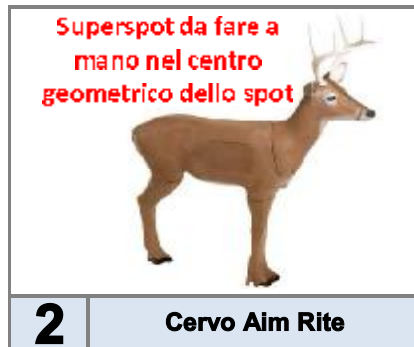 Superspot da fare a
mano nel centro
geometrico dello spot
2
Cervo Aim Rite